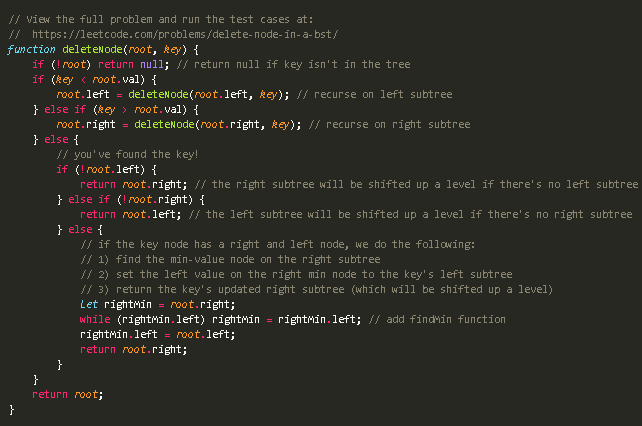 // View the full problem and run the test cases at:
//  https://leetcode.com/problems/delete-node-in-a-bst/
function deleteNode(root, key) {
    if (!root) return null; // return null if key isn't in the tree
    if (key < root.val) {
        root.left = deleteNode(root.left, key); // recurse on left subtree
    } else if (key > root.val) {
        root.right = deleteNode(root.right, key); // recurse on right subtree
    } else {
        // you've found the key!
        if (!root.left) {
            return root.right; // the right subtree will be shifted up a level if there's no left subtree
        } else if (!root.right) {
            return root.left; // the left subtree will be shifted up a level if there's no right subtree
        } else {
            // if the key node has a right and left node, we do the following:
            // 1) find the min-value node on the right subtree
            // 2) set the left value on the right min node to the key's left subtree
            // 3) return the key's updated right subtree (which will be shifted up a level)
            let rightMin = root.right;
            while (rightMin.left) rightMin = rightMin.left; // add findMin function
            rightMin.left = root.left;
            return root.right;
        }
    }
    return root;
}